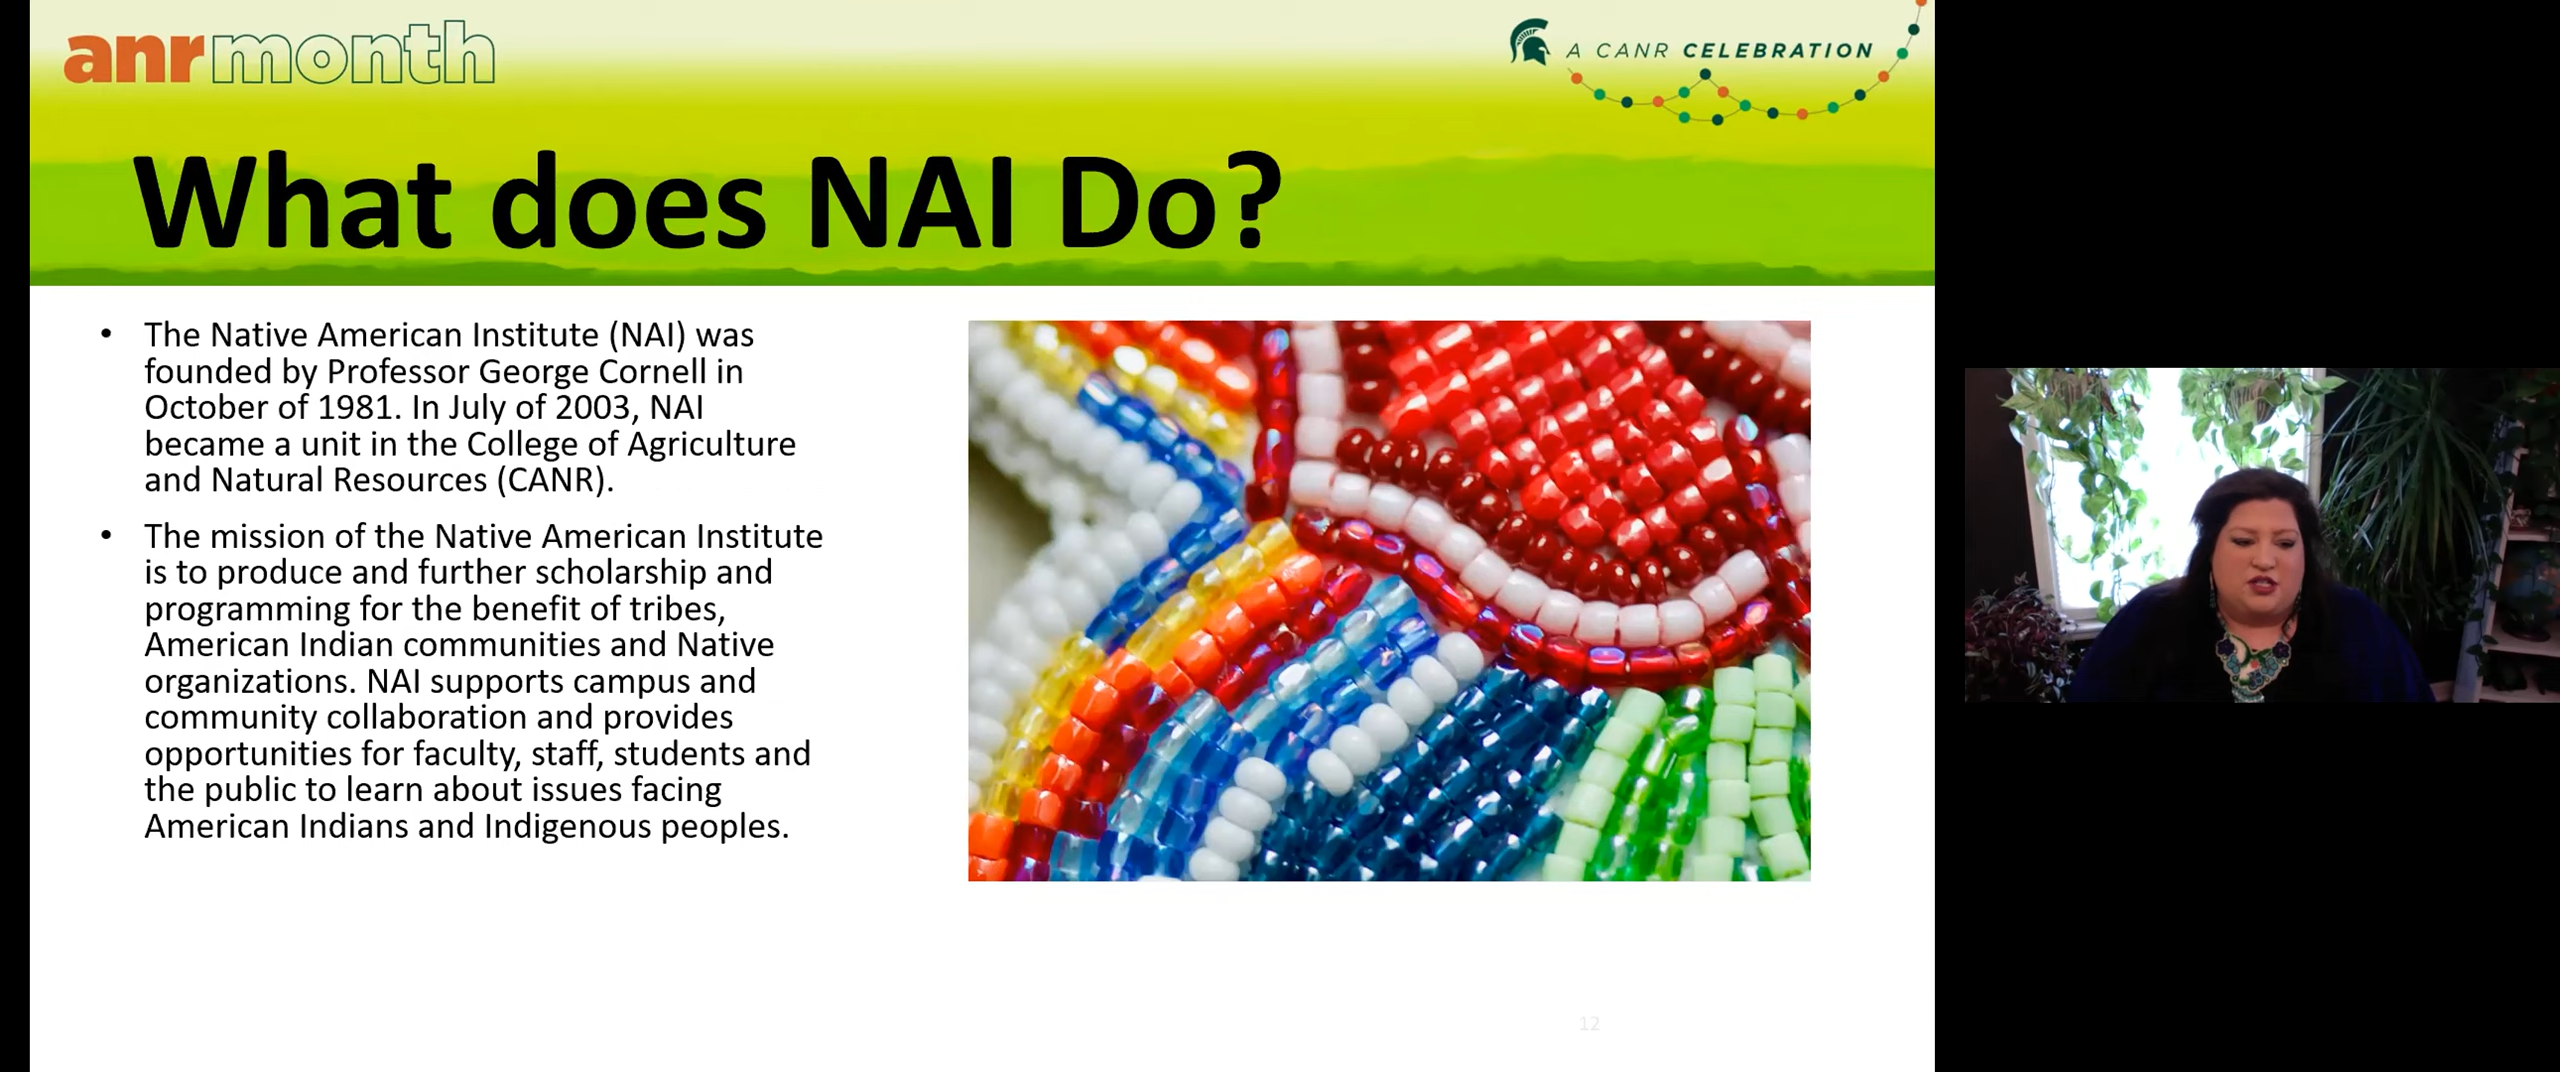 anrmonth
A CANR CELEBRATION
What does NAI Do?
• The Native American Institute (NAI) was
founded by Professor George Cornell in
October of 1981. In July of 2003, NAI
became a unit in the College of Agriculture
and Natural Resources (CANR).
• The mission of the Native American Institute
is to produce and further scholarship and
programming for the benefit of tribes,
American Indian communities and Native
organizations. NAI supports campus and
community collaboration and provides
opportunities for faculty, staff, students and
the public to learn about issues facing
American Indians and Indigenous peoples.
12